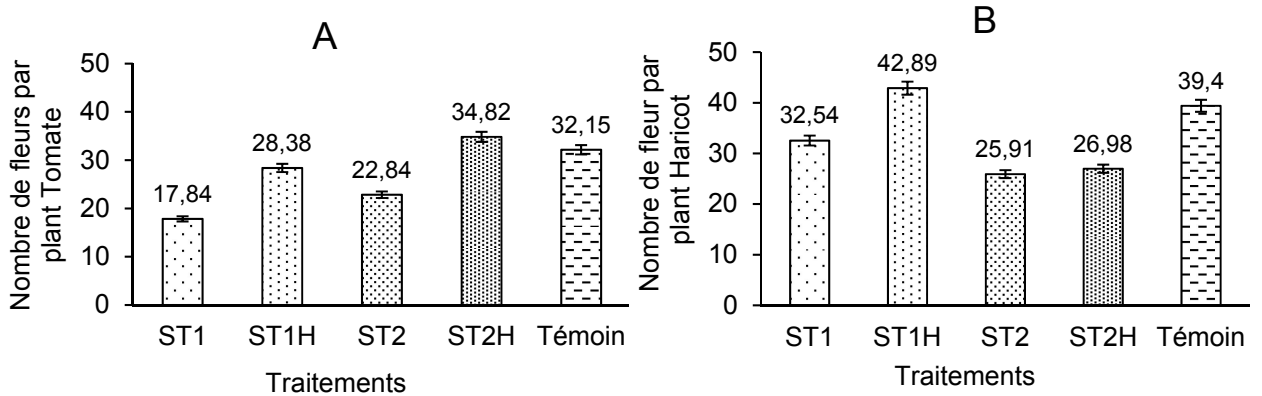 A
Nombre de fleurs par
plant Tomate
50
40
30
20
10
0
17,84
28,38
22,84
34,82
32,15
ST1 ST1H ST2 ST2H Témoin
Traitements
B
Nombre de fleur par
plant Haricot
50
40
30
20
10
0
32,54
42,89
25,91
26,98
39,4
ST1 ST1H ST2 ST2H Témoin
Traitements